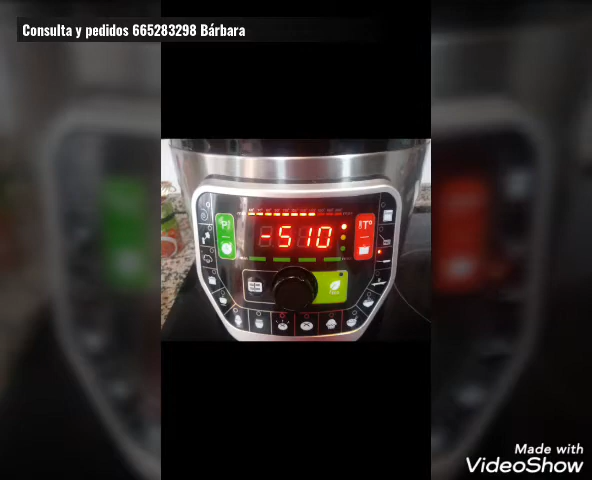 Consulta y pedidos 665283298 Bárbara
P
T°
-510
Made with
VideoShow